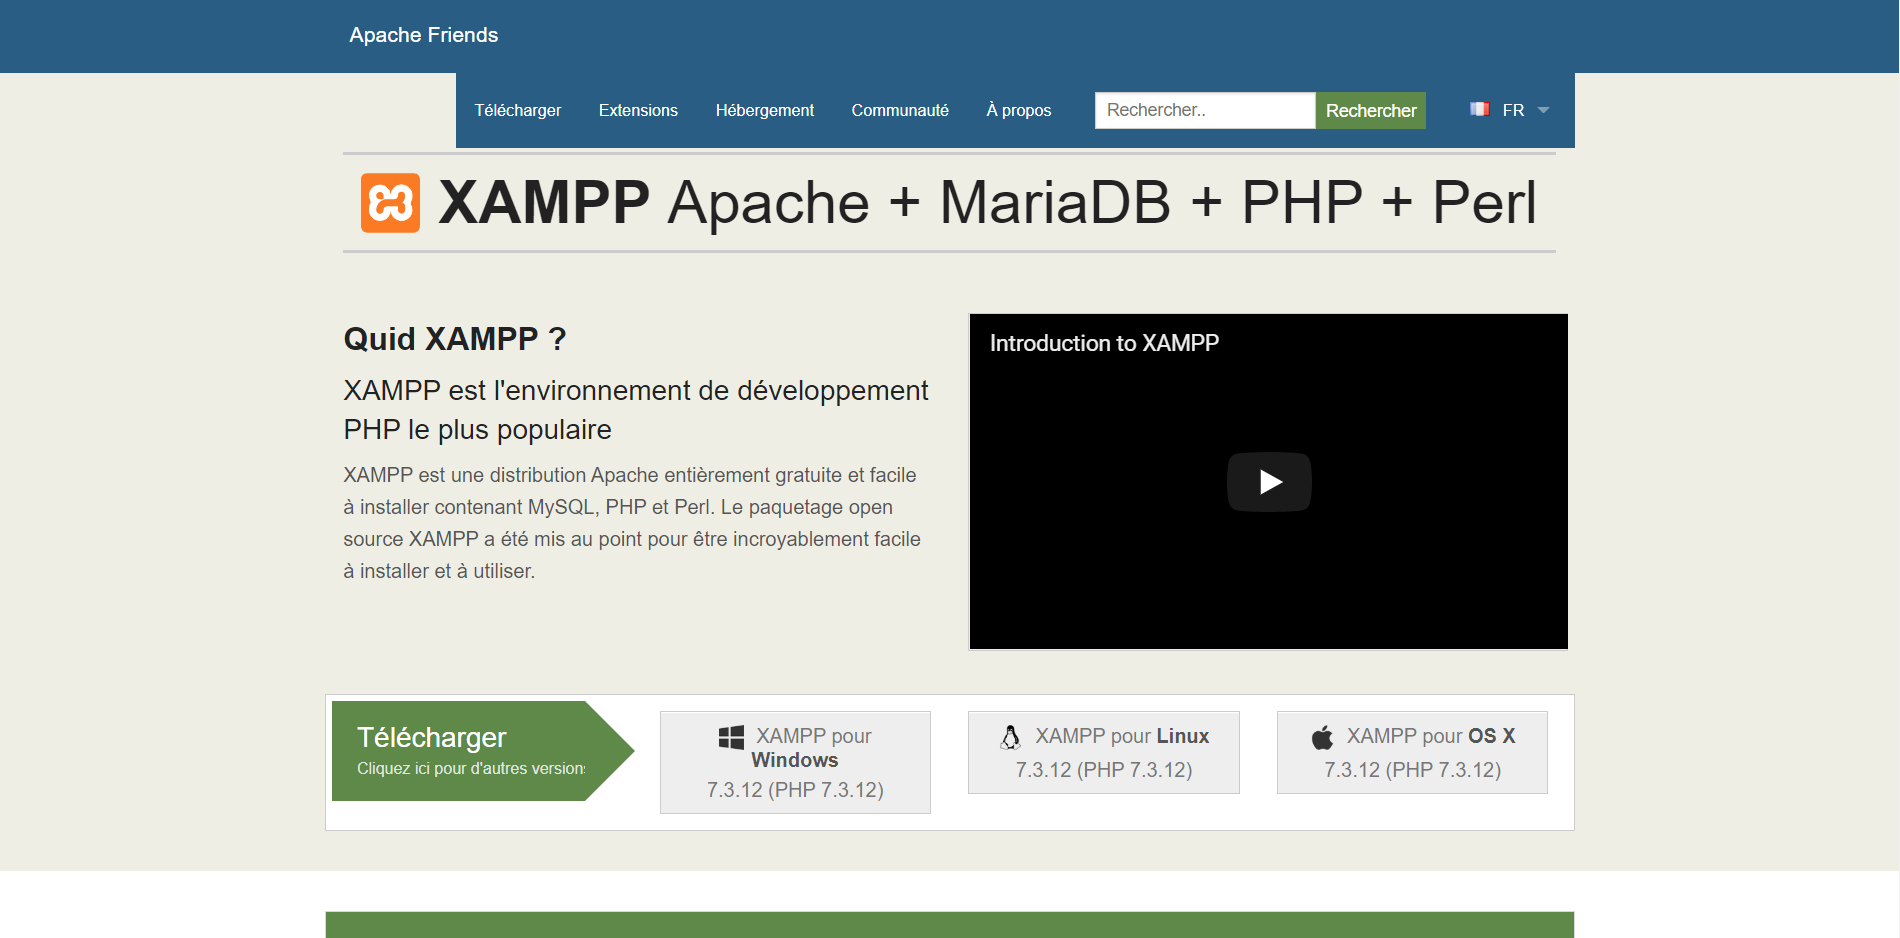 Apache Friends
Télécharger Extensions Hébergement Communauté À propos Rechercher.. Rechercher FR
XAMPP Apache + MariaDB + PHP + Perl
Quid XAMPP ?
XAMPP est l'environnement de développement
PHP le plus populaire
XAMPP est une distribution Apache entièrement gratuite et facile
à installer contenant MySQL, PHP et Perl. Le paquetage open
source XAMPP a été mis au point pour être incroyablement facile
à installer et à utiliser.
Introduction to XAMPP
Télécharger
Cliquez ici pour d'autres version
XAMPP pour
Windows
7.3.12 (PHP 7.3.12)
XAMPP pour Linux
7.3.12 (PHP 7.3.12)
XAMPP pour OS X
7.3.12 (PHP 7.3.12)